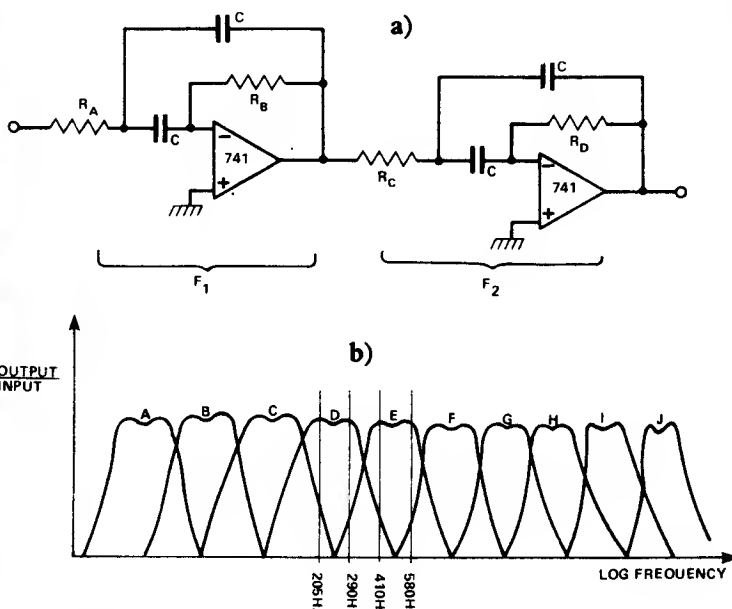 a)
C
C
R_A
R_B
C
C
R_D
741
741
R_C
F_1
F_2
b)
OUTPUT
INPUT
A B C D E F G H I J
LOG FREQUENCY
205H
290H
410H
580H